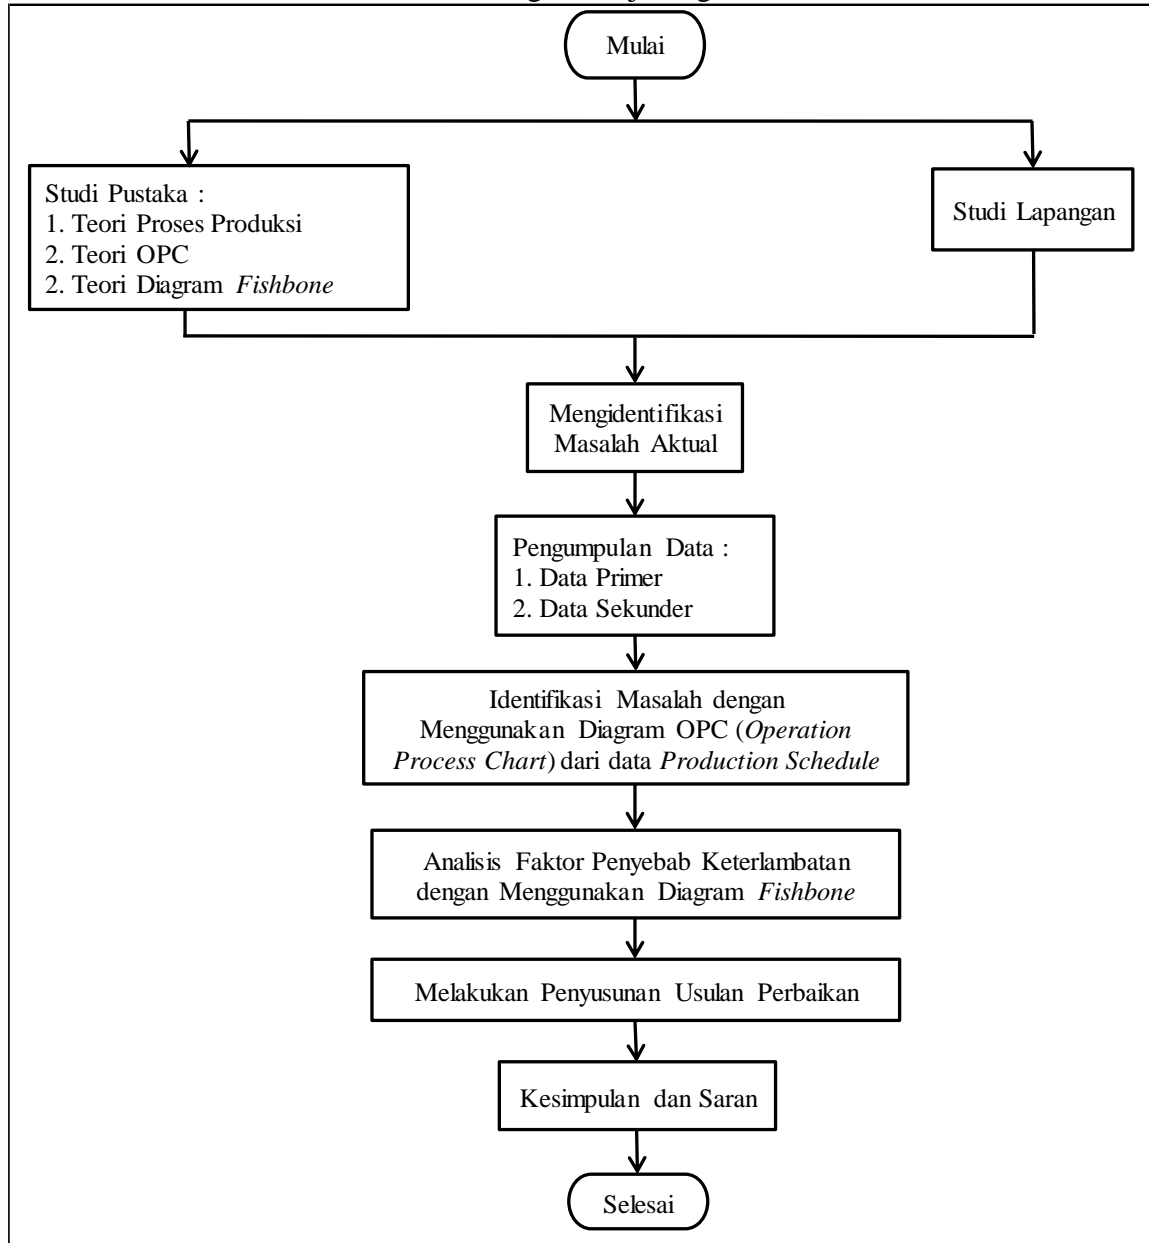 Mulai
Studi Pustaka :
1. Teori Proses Produksi
2. Teori OPC
2. Teori Diagram Fishbone
Studi Lapangan
Mengidentifikasi
Masalah Aktual
Pengumpulan Data :
1. Data Primer
2. Data Sekunder
Identifikasi Masalah dengan
Menggunakan Diagram OPC (Operation
Process Chart) dari data Production Schedule
Analisis Faktor Penyebab Keterlambatan
dengan Menggunakan Diagram Fishbone
Melakukan Penyusunan Usulan Perbaikan
Kesimpulan dan Saran
Selesai